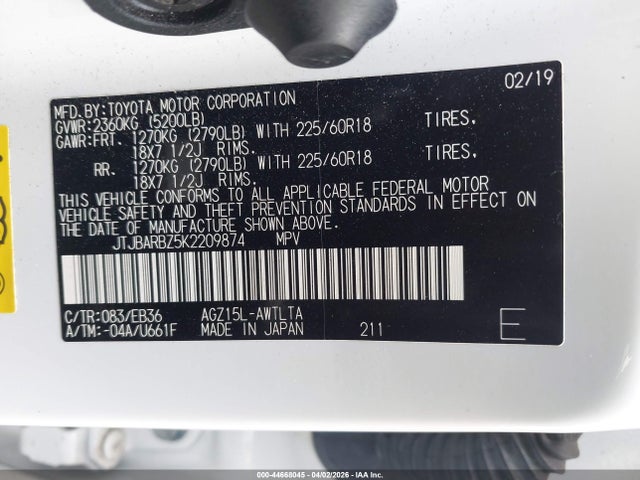 02/19
MFD.BY:TOYOTA MOTOR CORPORATION
GVWR:2360KG (5200LB)
GAWR:FRT. 1270KG (2790LB) WITH 225/60R18 TIRES.
18X7 1/2J RIMS.
RR. 1270KG (2790LB) WITH 225/60R18 TIRES.
18X7 1/2J RIMS.
THIS VEHICLE CONFORMS TO ALL APPLICABLE FEDERAL MOTOR
VEHICLE SAFETY AND THEFT PREVENTION STANDARDS IN EFFECT ON
THE DATE OF MANUFACTURE SHOWN ABOVE.
JTJBARBZ5K2209874 MPV
C/TR:083/EB36 AGZ15L-AWTLTA
A/TM:-04A/U661F MADE IN JAPAN 211 E
000-44668045 - 04/02/2026 - IAA Inc.